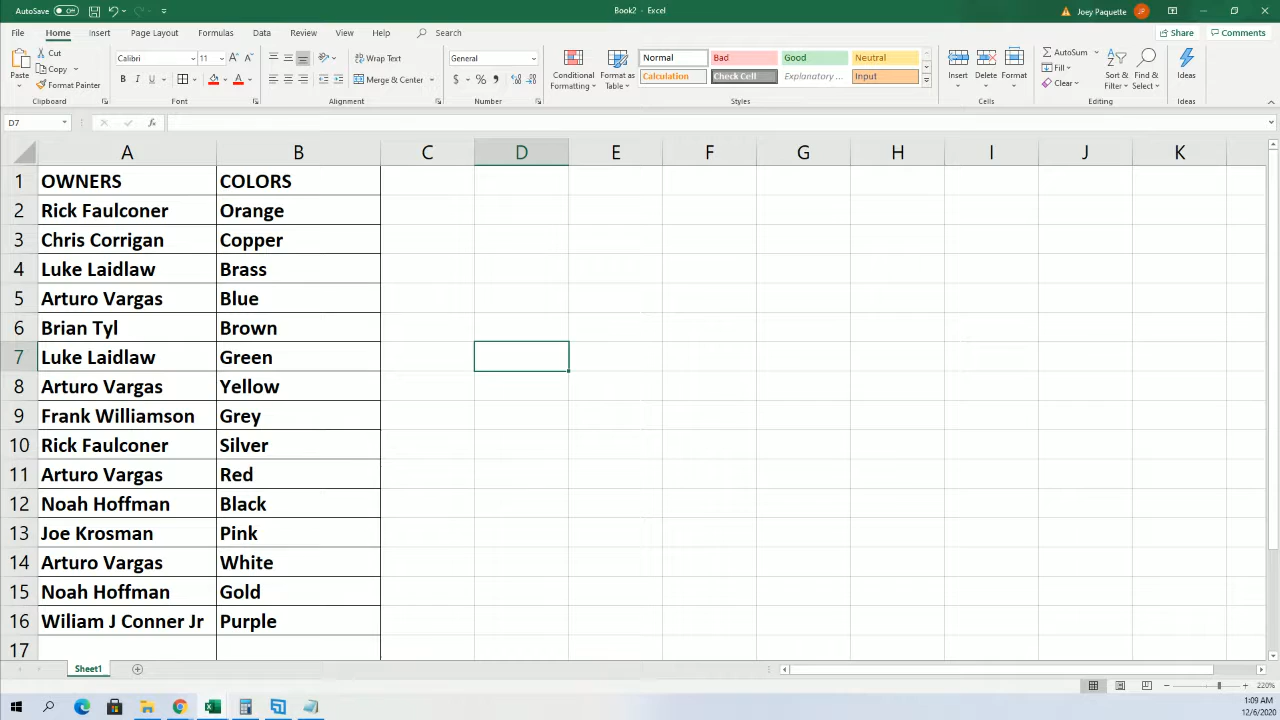 AutoSave Off Book2 - Excel Joey Paquette JP
File Home Insert Page Layout Formulas Data Review View Help Search Share Comments
Paste Cut Copy Format Painter Clipboard
Calibri 11 A A B I U A Font
Wrap Text Merge & Center Alignment
General $ % Number
Conditional Formatting Format as Table Normal Bad Good Neutral Calculation Check Cell Explanatory ... Input Styles
Insert Delete Format Cells
AutoSum Fill Clear Sort & Filter Find & Select Editing
Ideas Ideas
D7 fx
A B C D E F G H I J K
1 OWNERS COLORS
2 Rick Faulconer Orange
3 Chris Corrigan Copper
4 Luke Laidlaw Brass
5 Arturo Vargas Blue
6 Brian Tyl Brown
7 Luke Laidlaw Green
8 Arturo Vargas Yellow
9 Frank Williamson Grey
10 Rick Faulconer Silver
11 Arturo Vargas Red
12 Noah Hoffman Black
13 Joe Krosman Pink
14 Arturo Vargas White
15 Noah Hoffman Gold
16 Wiliam J Conner Jr Purple
17
Sheet1
220%
1:09 AM
12/6/2020